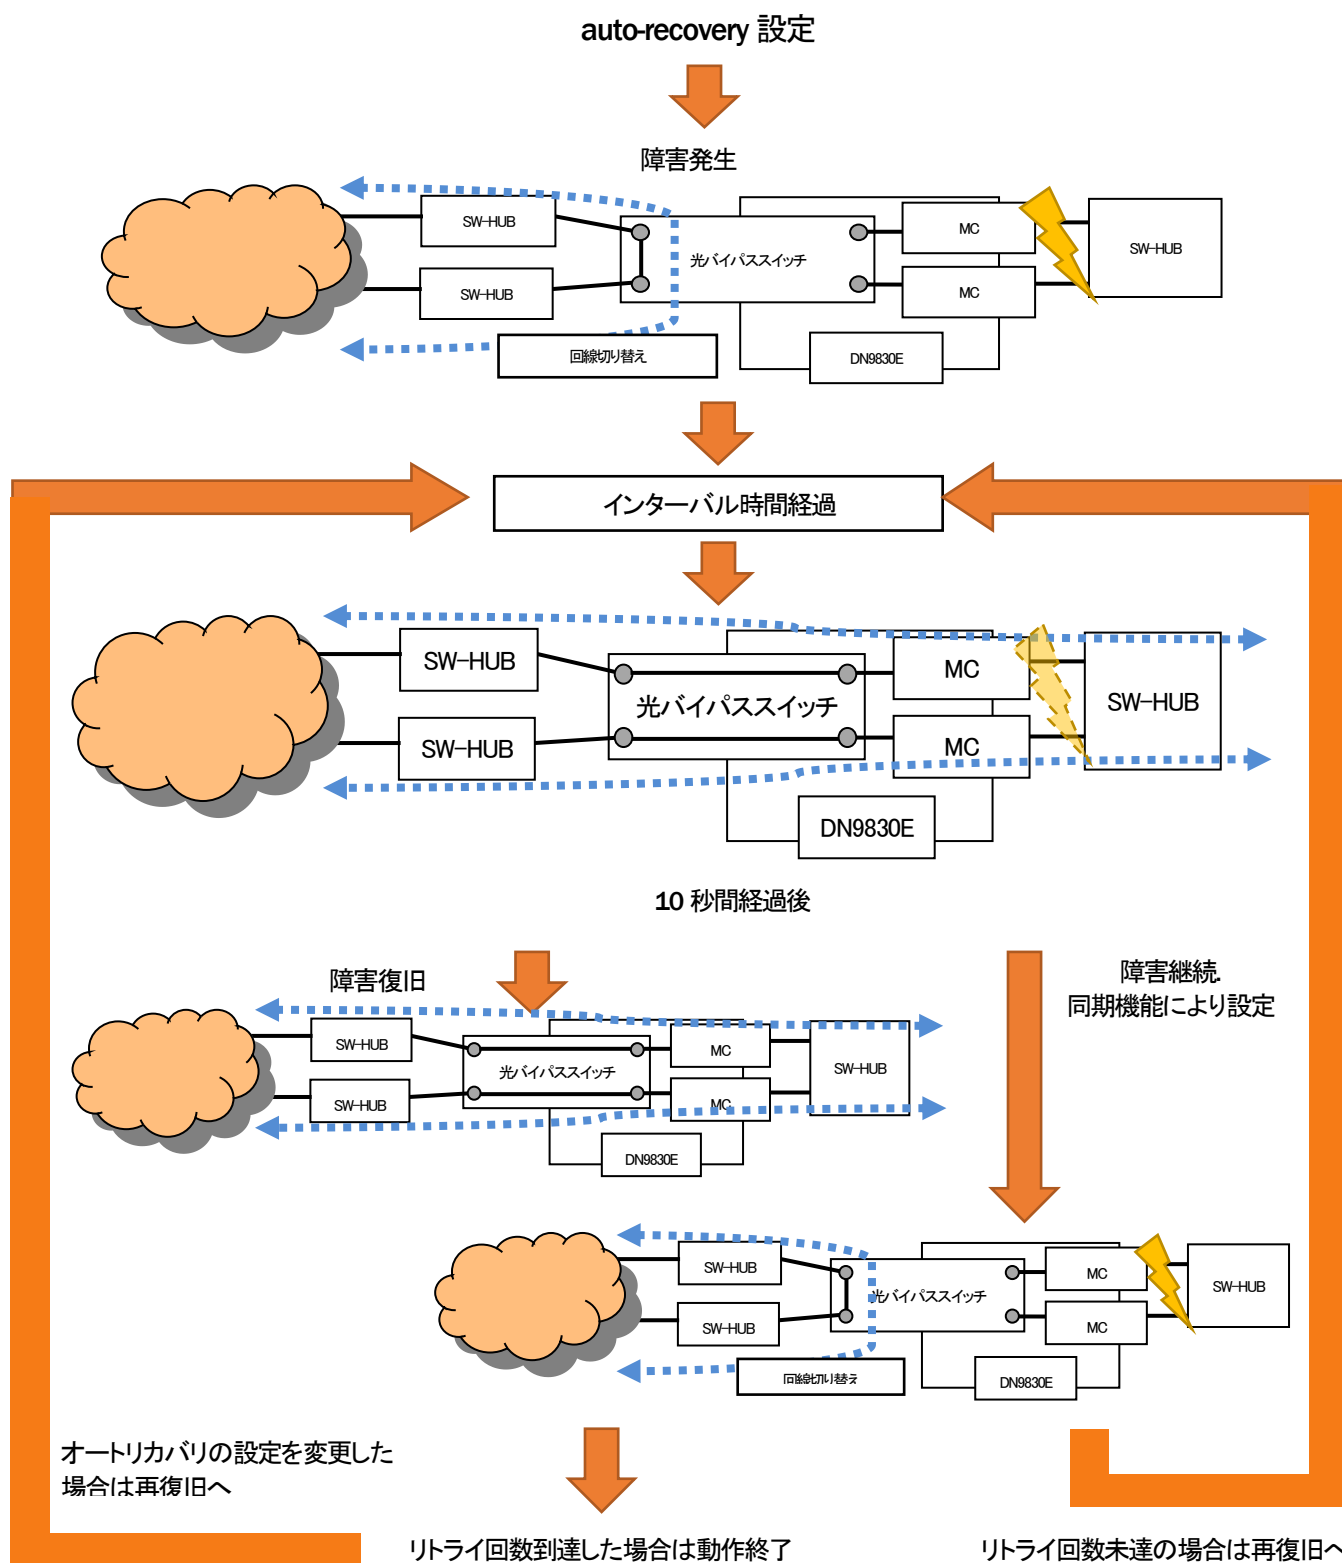 auto-recovery 設定
障害発生
SW-HUB
MC
光バイパススイッチ
SW-HUB
SW-HUB
MC
回線切り替え
DN9830E
インターバル時間経過
SW-HUB
MC
光バイパススイッチ
SW-HUB
SW-HUB
MC
DN9830E
10 秒間経過後
障害復旧
障害継続.
同期機能により設定
SW-HUB
MC
光バイパススイッチ
SW-HUB
SW-HUB
MC
DN9830E
SW-HUB
MC
光バイパススイッチ
SW-HUB
SW-HUB
MC
回線切り替え
DN9830E
オートリカバリの設定を変更した
場合は再復旧へ
リトライ回数到達した場合は動作終了
リトライ回数未達の場合は再復旧へ